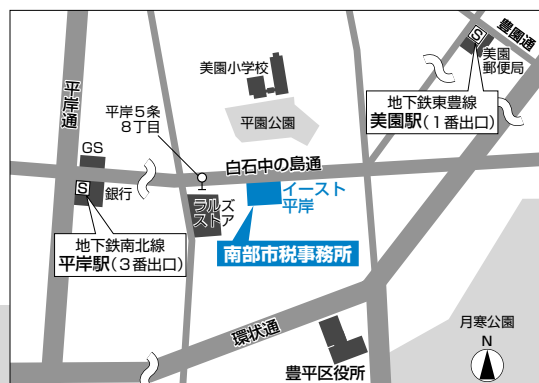 豊園通
S
美園
郵便局
地下鉄東豊線
美園駅(1番出口)
美園小学校
平園公園
平岸通
平岸5条
8丁目
GS
白石中の島通
S
銀行
ラルズ
ストア
イースト
平岸
地下鉄南北線
平岸駅(3番出口)
南部市税事務所
環状通
豊平区役所
月寒公園
N